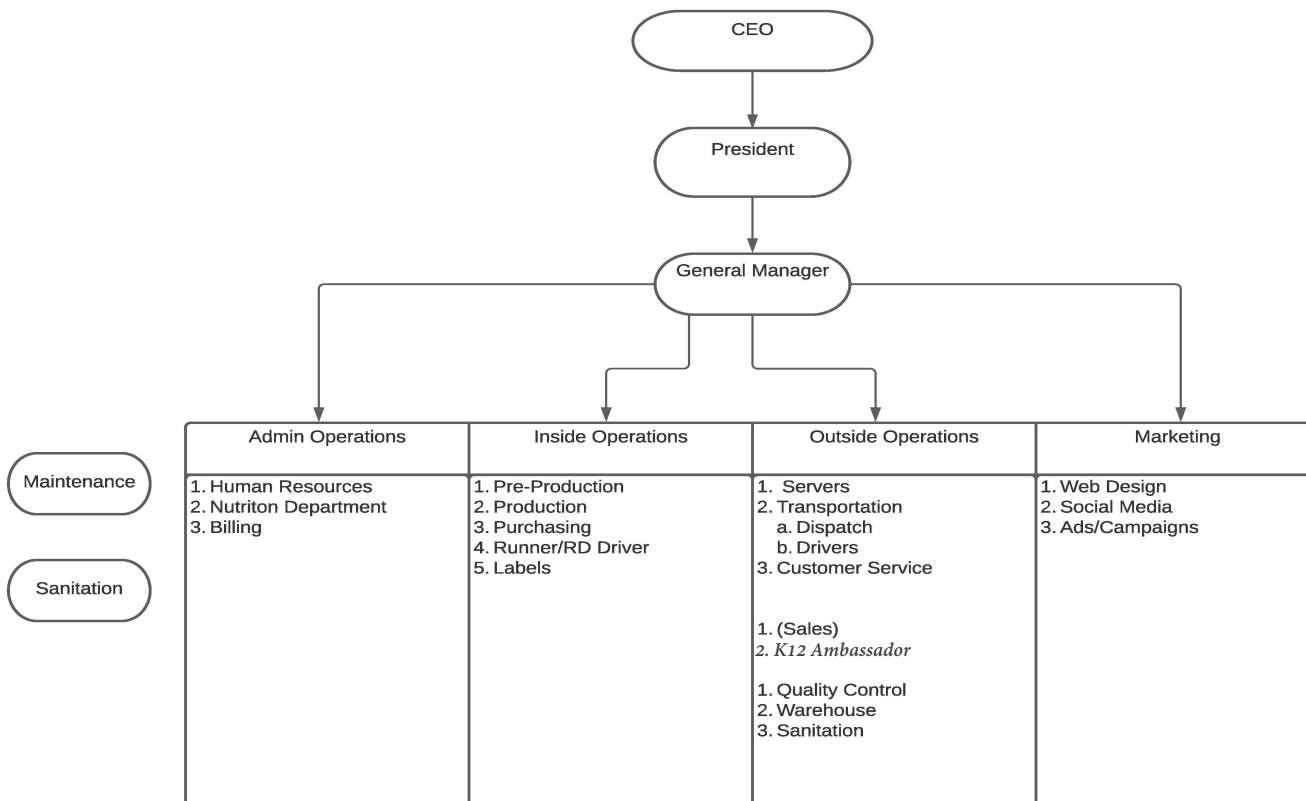 CEO
President
General Manager
Admin Operations
Inside Operations
Outside Operations
Marketing
Maintenance
Sanitation
1. Human Resources
2. Nutriton Department
3. Billing
1. Pre-Production
2. Production
3. Purchasing
4. Runner/RD Driver
5. Labels
1. Servers
2. Transportation
a. Dispatch
b. Drivers
3. Customer Service
1. (Sales)
2. K12 Ambassador
1. Quality Control
2. Warehouse
3. Sanitation
1. Web Design
2. Social Media
3. Ads/Campaigns